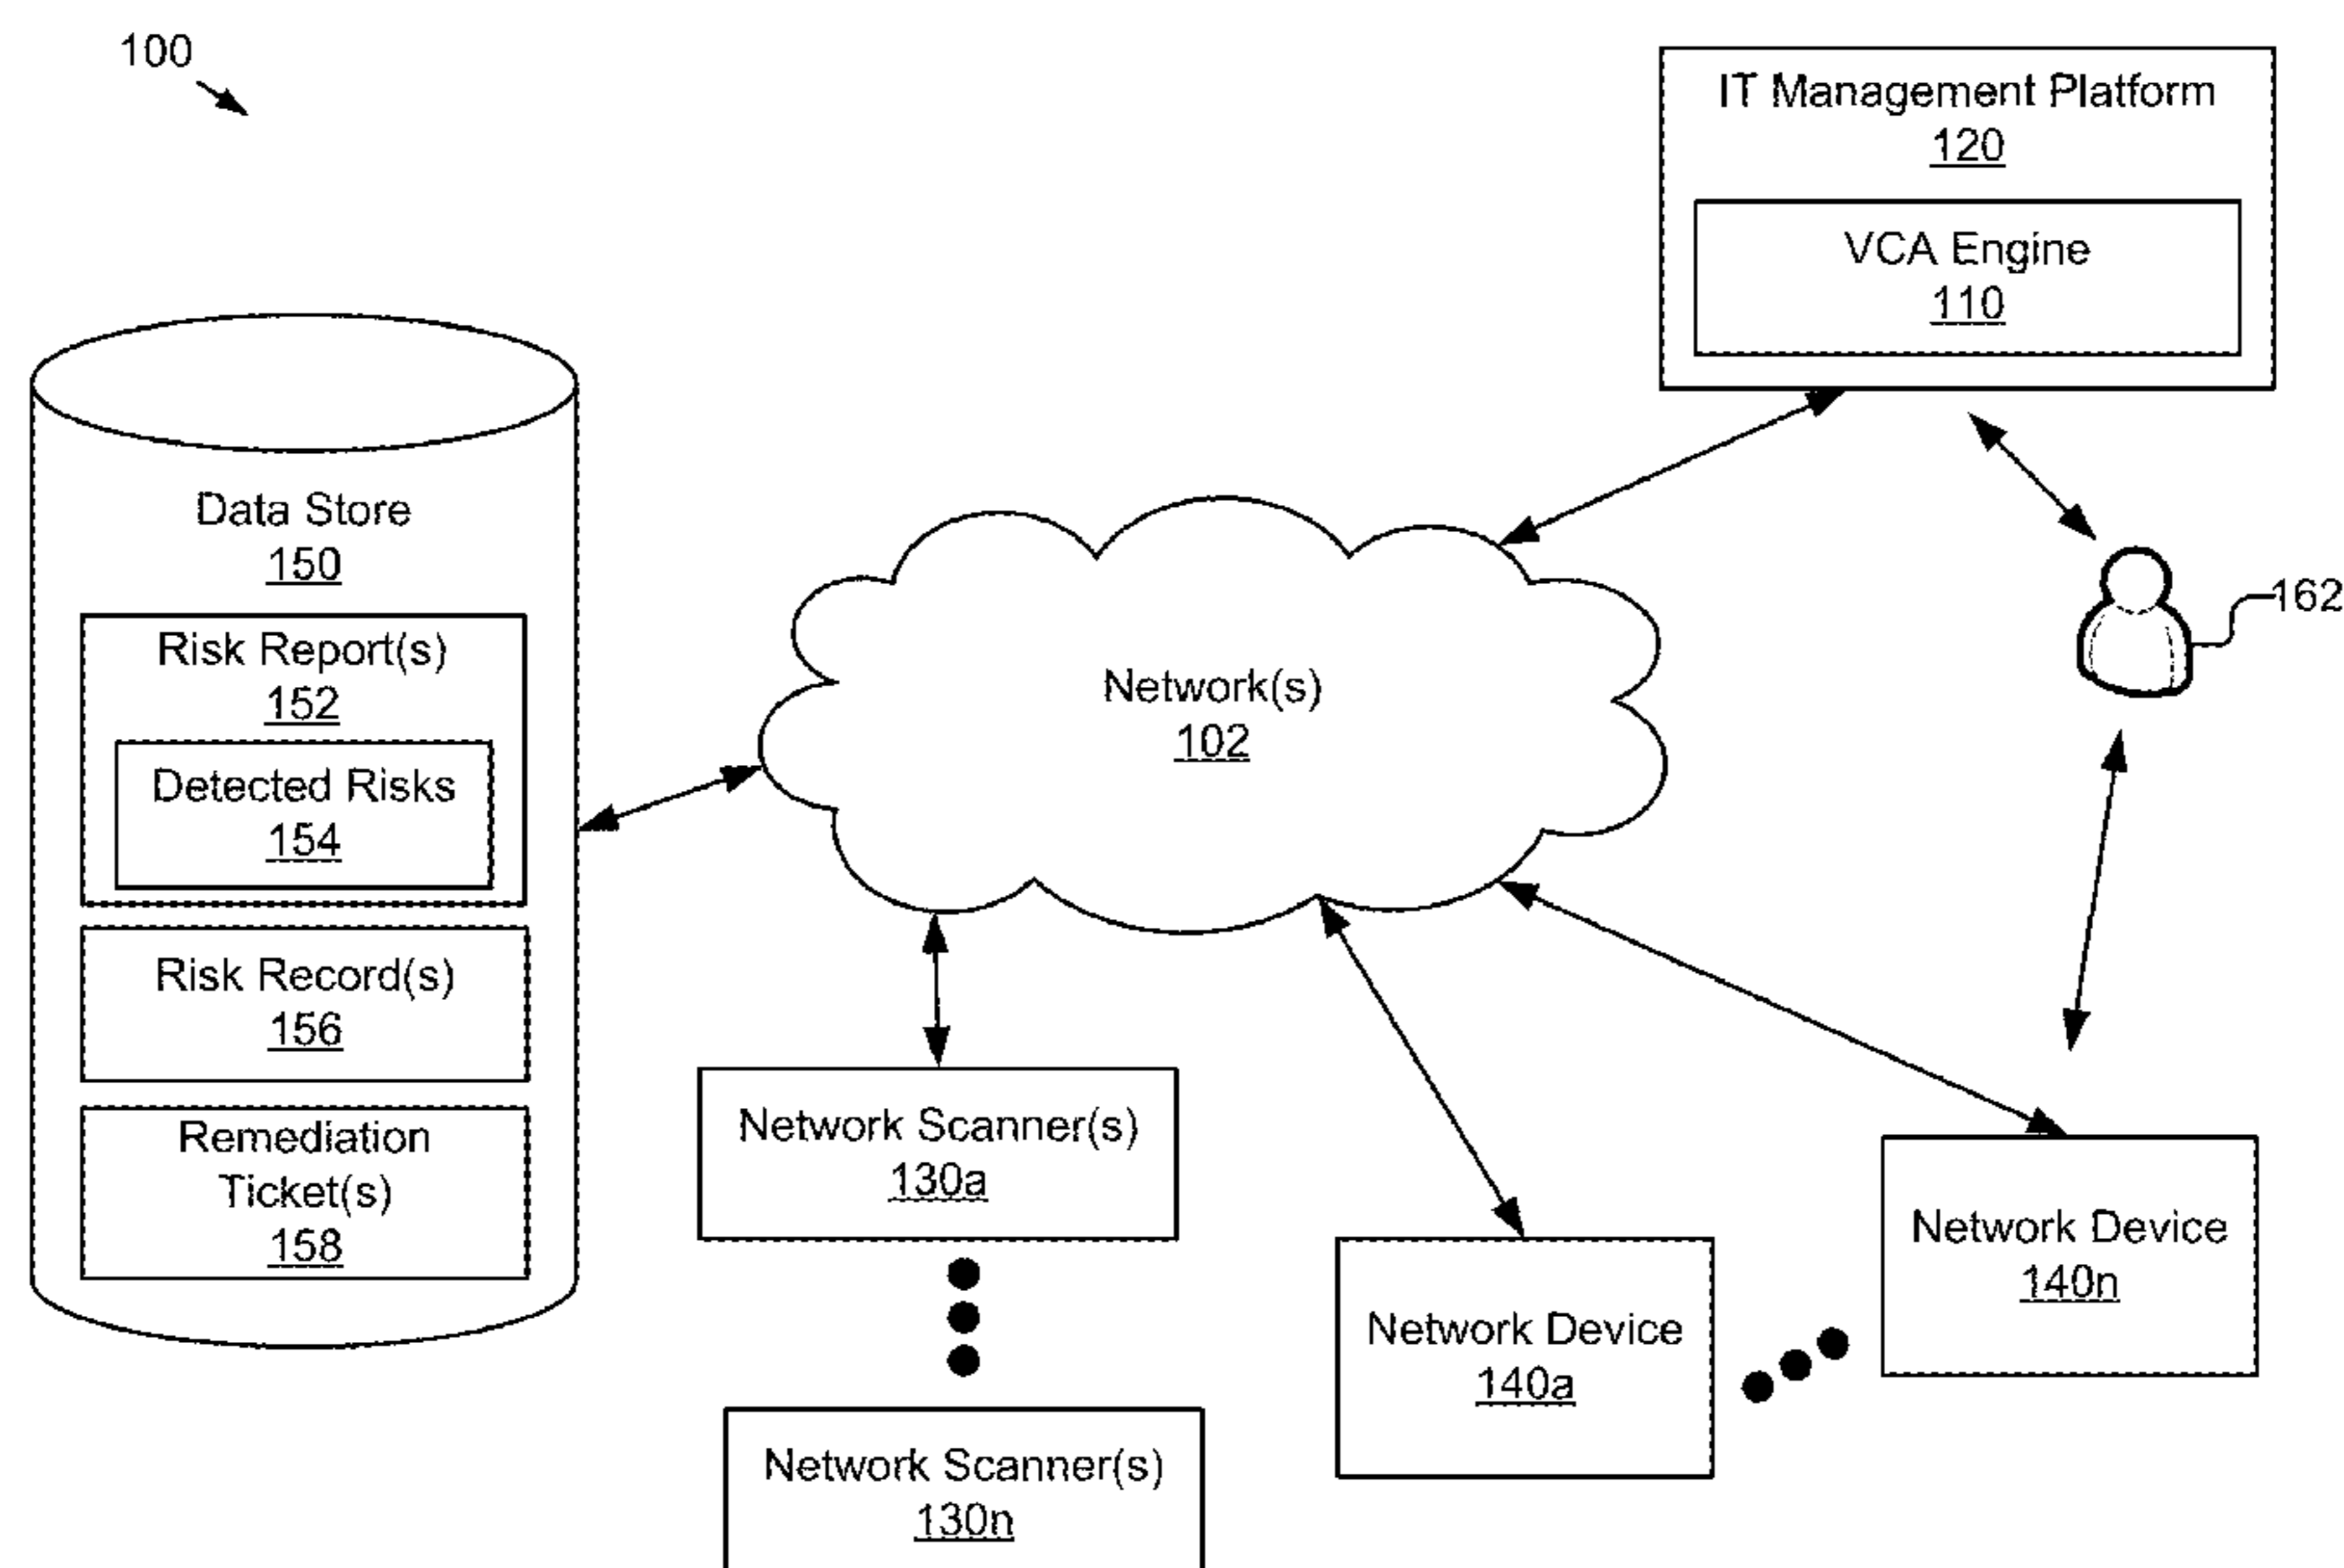 100
IT Management Platform
120
VCA Engine
110
Data Store
150
Risk Report(s)
152
Detected Risks
154
Risk Record(s)
156
Remediation
Ticket(s)
158
Network(s)
102
162
Network Scanner(s)
130a
Network Scanner(s)
130n
Network Device
140a
Network Device
140n